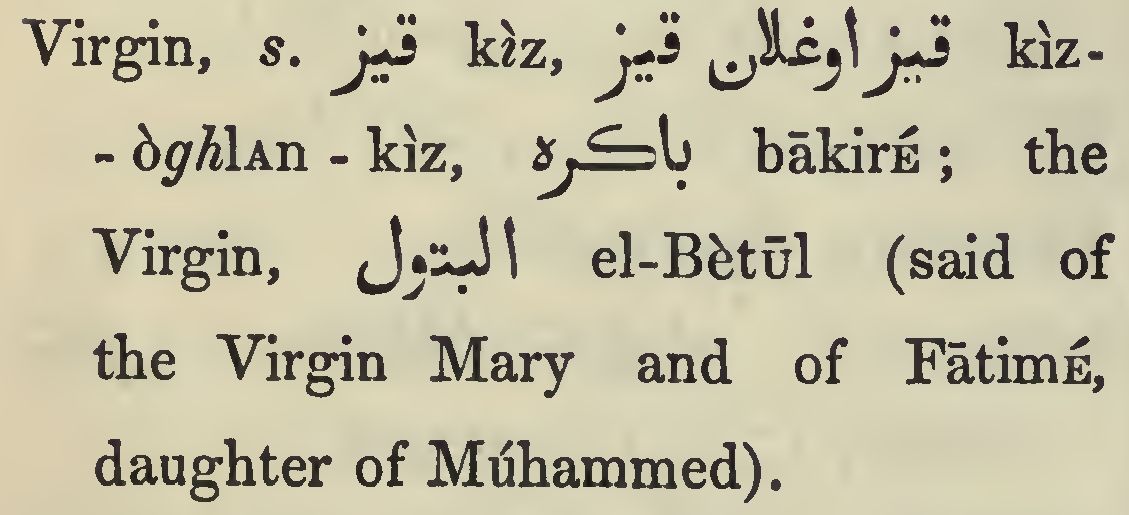 Virgin, s. قيز kìz, قيز اوغلان قيز kìz-
- òghlAn - kìz, باكره bākirÉ; the
Virgin, البتول el-Bètūl (said of
the Virgin Mary and of FātimÉ,
daughter of Múhammed).